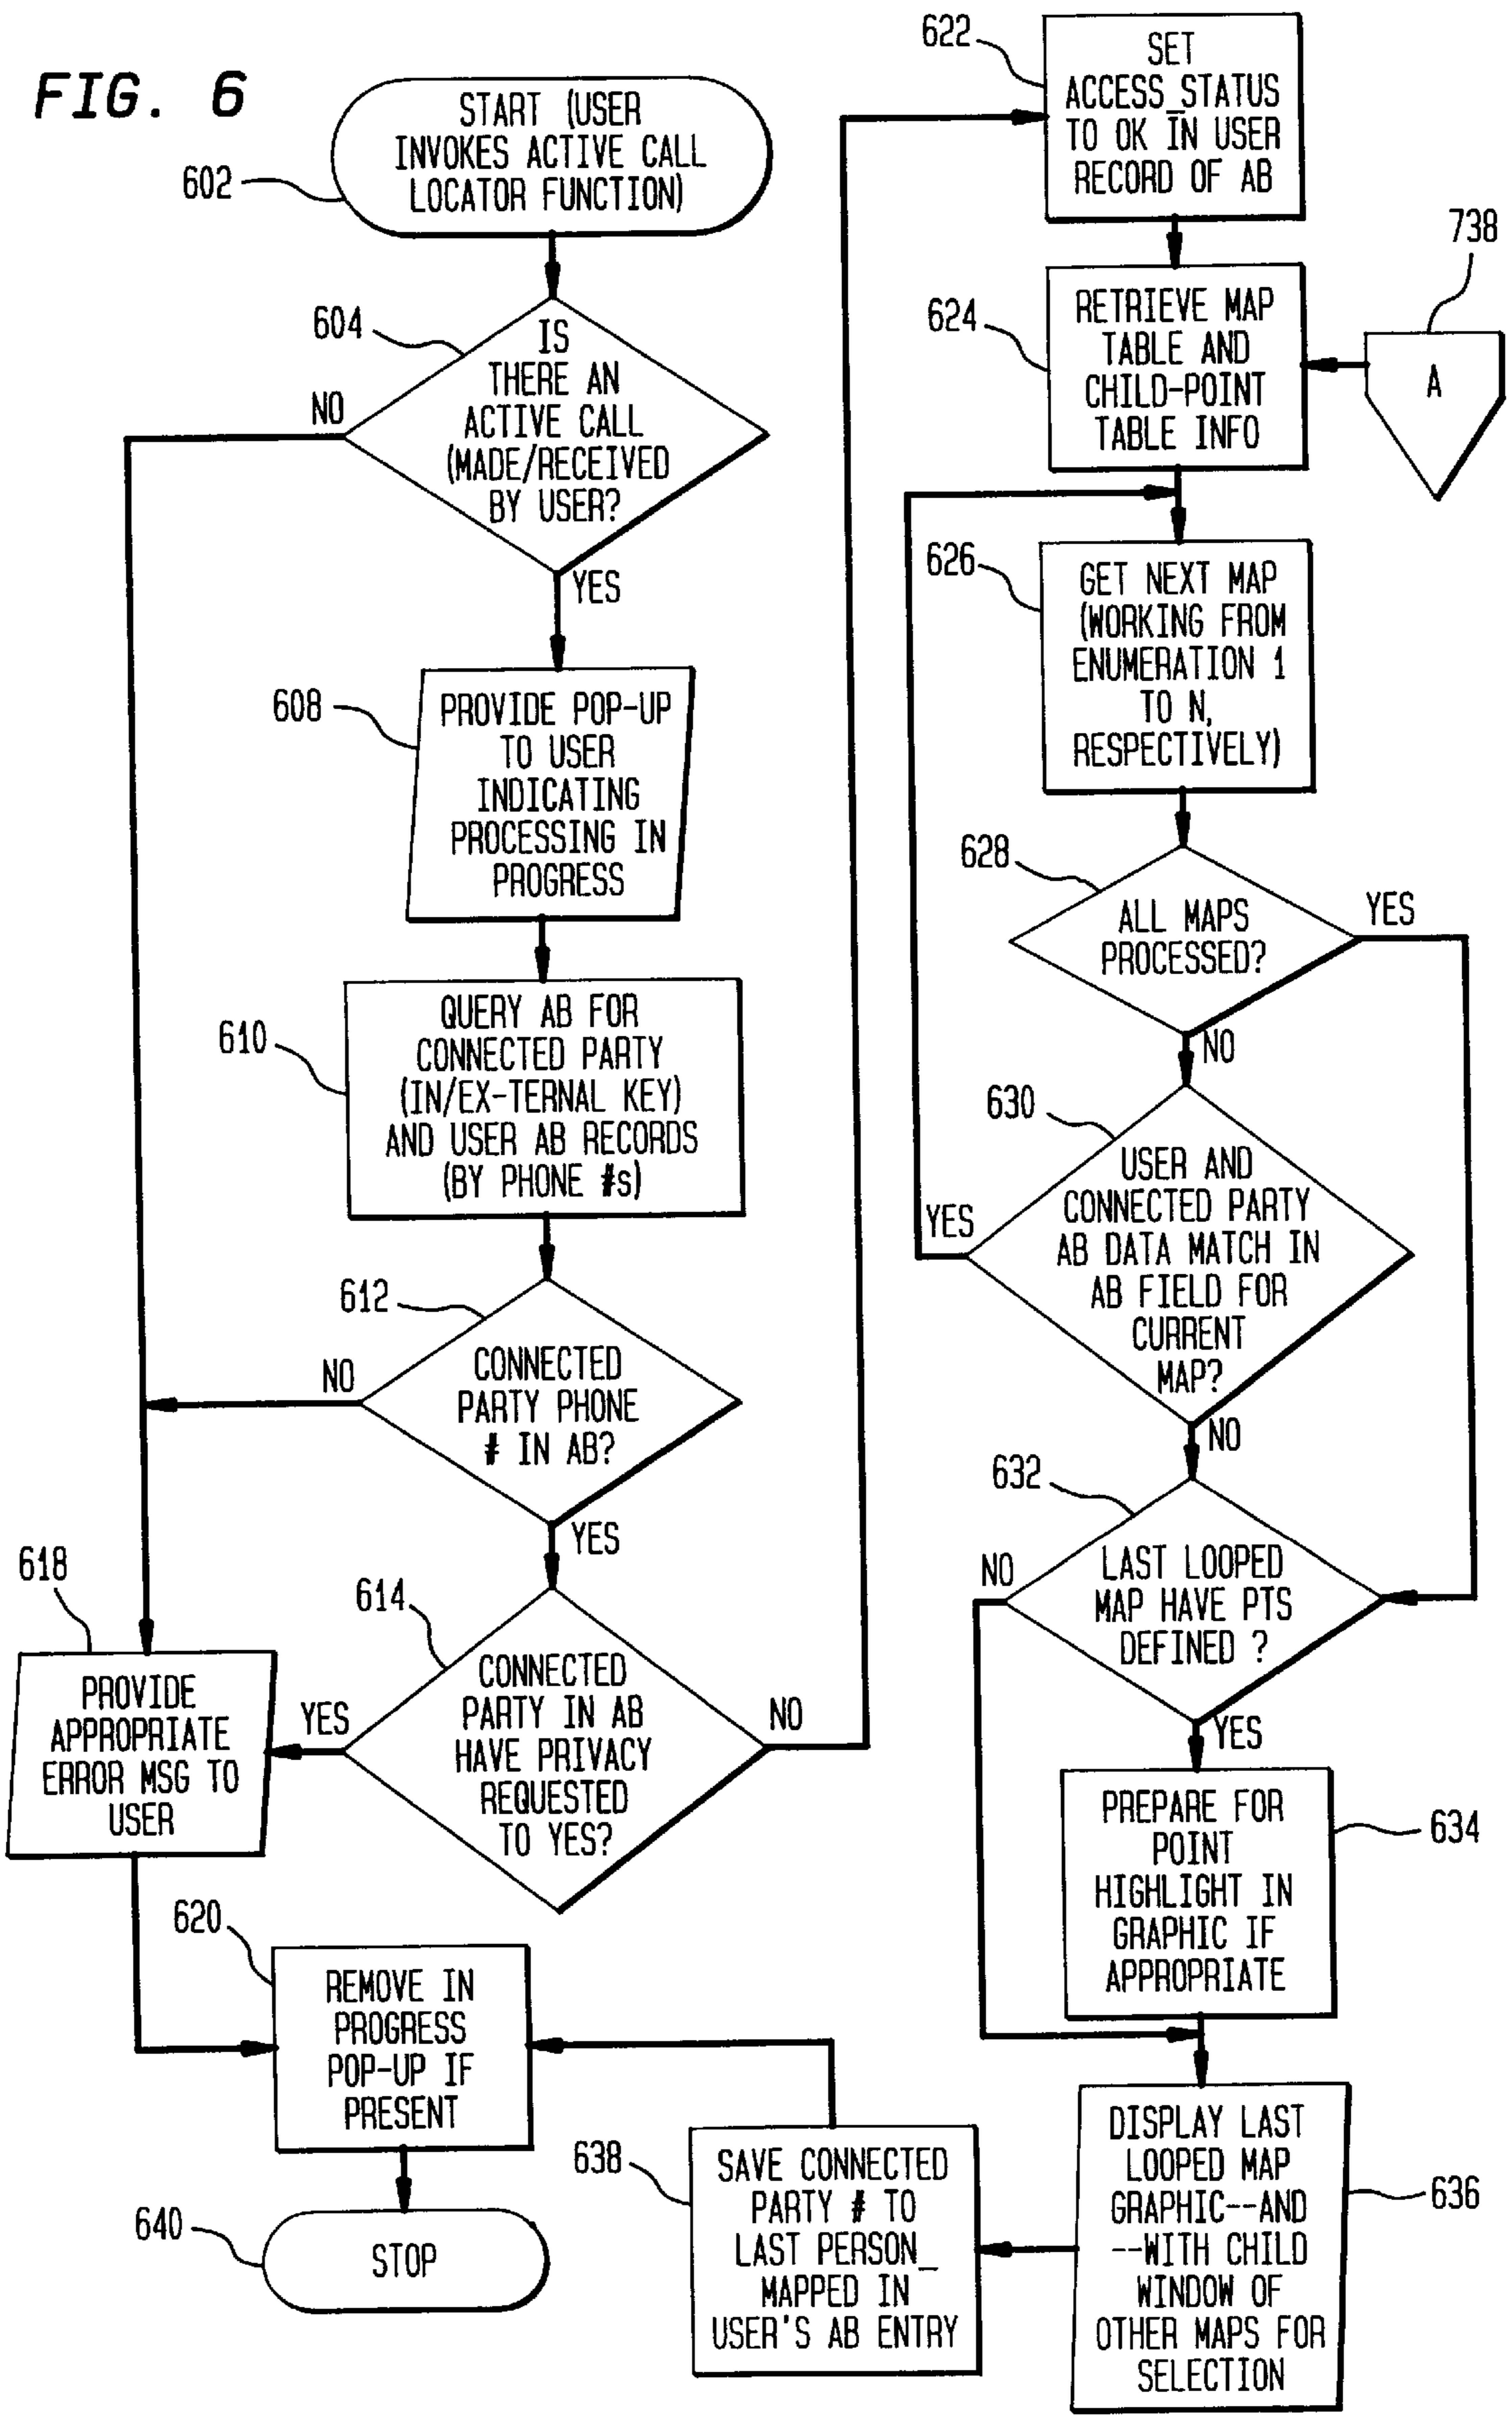 FIG. 6
602
START (USER
INVOKES ACTIVE CALL
LOCATOR FUNCTION)
604
IS
THERE AN
ACTIVE CALL
(MADE/RECEIVED
BY USER?
NO
YES
608
PROVIDE POP-UP
TO USER
INDICATING
PROCESSING IN
PROGRESS
610
QUERY AB FOR
CONNECTED PARTY
(IN/EX-TERNAL KEY)
AND USER AB RECORDS
(BY PHONE #s)
612
CONNECTED
PARTY PHONE
# IN AB?
NO
YES
614
CONNECTED
PARTY IN AB
HAVE PRIVACY
REQUESTED
TO YES?
YES
NO
618
PROVIDE
APPROPRIATE
ERROR MSG TO
USER
620
REMOVE IN
PROGRESS
POP-UP IF
PRESENT
640
STOP
622
SET
ACCESS_STATUS
TO OK IN USER
RECORD OF AB
624
RETRIEVE MAP
TABLE AND
CHILD-POINT
TABLE INFO
738
A
626
GET NEXT MAP
(WORKING FROM
ENUMERATION 1
TO N,
RESPECTIVELY)
628
ALL MAPS
PROCESSED?
YES
NO
630
USER AND
CONNECTED PARTY
AB DATA MATCH IN
AB FIELD FOR
CURRENT
MAP?
YES
NO
632
LAST LOOPED
MAP HAVE PTS
DEFINED ?
NO
YES
634
PREPARE FOR
POINT
HIGHLIGHT IN
GRAPHIC IF
APPROPRIATE
636
DISPLAY LAST
LOOPED MAP
GRAPHIC--AND
--WITH CHILD
WINDOW OF
OTHER MAPS FOR
SELECTION
638
SAVE CONNECTED
PARTY # TO
LAST PERSON_
MAPPED IN
USER'S AB ENTRY